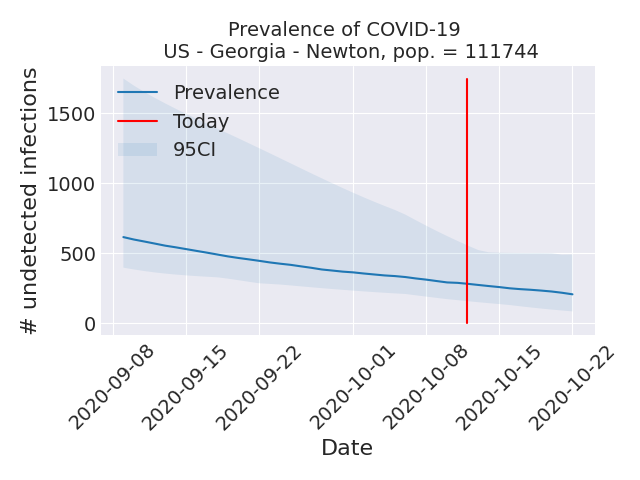 Prevalence of COVID-19
US - Georgia - Newton, pop. = 111744
# undetected infections
1500
1000
500
0
Prevalence
Today
95CI
2020-09-08
2020-09-15
2020-09-22
2020-10-01
2020-10-08
2020-10-15
2020-10-22
Date